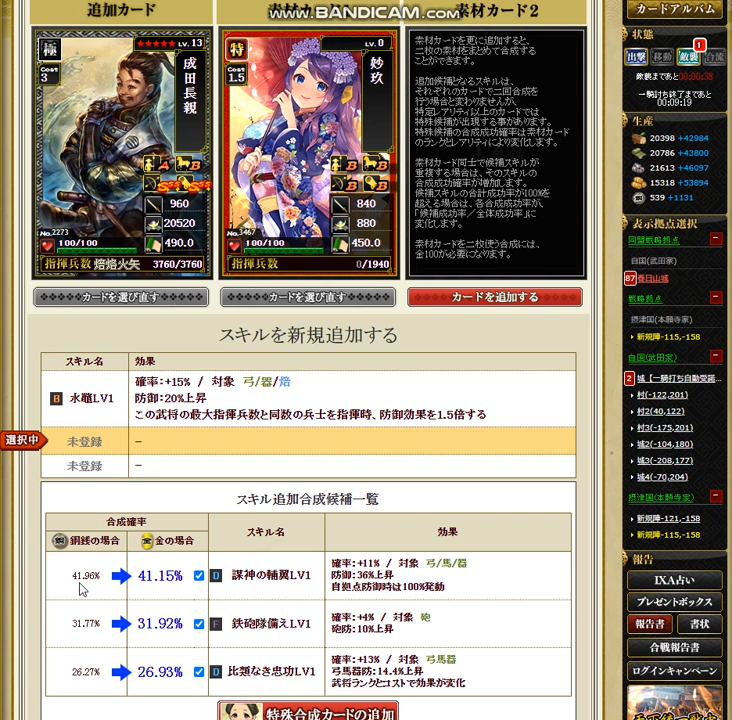 追加カード
素材カード
素材カード2
www.BANDICAM.com
極
★★★★★ LV.13
Cost
3
成田長親
A
B
SSS
SSS
960
20520
490.0
No.2273
100/100
指揮兵数 焙烙火矢 3760/3760
特
LV.0
Cost
1.5
妙玖
B
B
B
B
840
880
450.0
No.3467
100/100
指揮兵数 0/1940
素材カードを更に追加すると、
二枚の素材をまとめて合成する
ことができます。
追加候補となるスキルは、
それぞれのカードで二回合成を
行う場合と変わりませんが、
特定レアリティ以上のカードでは
特殊候補が出現する事があります。
特殊候補の合成成功確率は素材カード
のランクとレアリティにより変化します。
素材カード同士で候補スキルが
重複する場合は、そのスキルの
合成成功確率が増加します。
候補スキルの合計成功率が100%を
超える場合は、各合成成功率が、
「候補成功率/全体成功率」に
変化します。
カードを二枚使う合成には、
金100が必要になります。
カードを選び直す
カードを選び直す
カードを追加する
スキルを新規追加する
スキル名 効果
B 水龍LV1
確率:+15% / 対象 弓/器/焙
防御:20%上昇
この武将の最大指揮兵数と同数の兵士を指揮時、防御効果を1.5倍する
選択中
未登録 -
未登録 -
スキル追加合成候補一覧
合成確率
銅銭の場合 金の場合
スキル名 効果
41.96% 41.15% D 謀神の輔翼LV1
確率:+11% / 対象 弓/馬/器
防御:36%上昇
自拠点防御時は100%発動
31.77% 31.92% F 鉄砲隊備えLV1
確率:+4% / 対象 砲
砲防:10%上昇
26.27% 26.93% D 比類なき忠功LV1
確率:+13% / 対象 弓馬器
弓馬器防:14.4%上昇
武将ランクとコストで効果が変化
特殊合成カードの追加
カードアルバム
状態
1
出撃 移動 敵襲 合流
敵襲まであと00:00:38
一騎打ち終了まであと
00:09:19
生産
20398 +42984
20786 +43800
21613 +46097
15318 +53894
539 +1131
表示拠点選択
同盟戦略拠点
自国(武田家)
87 春日山城
戦略拠点
摂津国(本願寺家)
新規陣-115,-158
自国(武田家)
2 城【一騎打ち自動受諾...
村(-122,201)
村2(40,122)
村3(-175,201)
城2(-104,180)
城3(-208,177)
城4(-70,204)
摂津国(本願寺家)
新規陣-121,-158
新規陣-115,-158
報告
IXA占い
プレゼントボックス
報告書 書状
合戦報告書
ログインキャンペーン